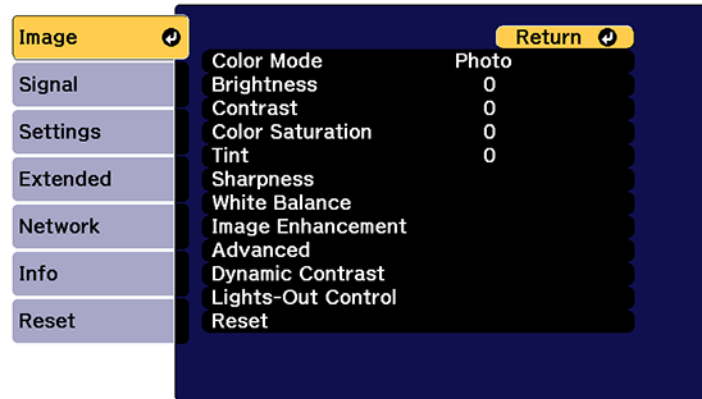 Image
Signal
Settings
Extended
Network
Info
Reset
Return
Color Mode Photo
Brightness 0
Contrast 0
Color Saturation 0
Tint 0
Sharpness
White Balance
Image Enhancement
Advanced
Dynamic Contrast
Lights-Out Control
Reset